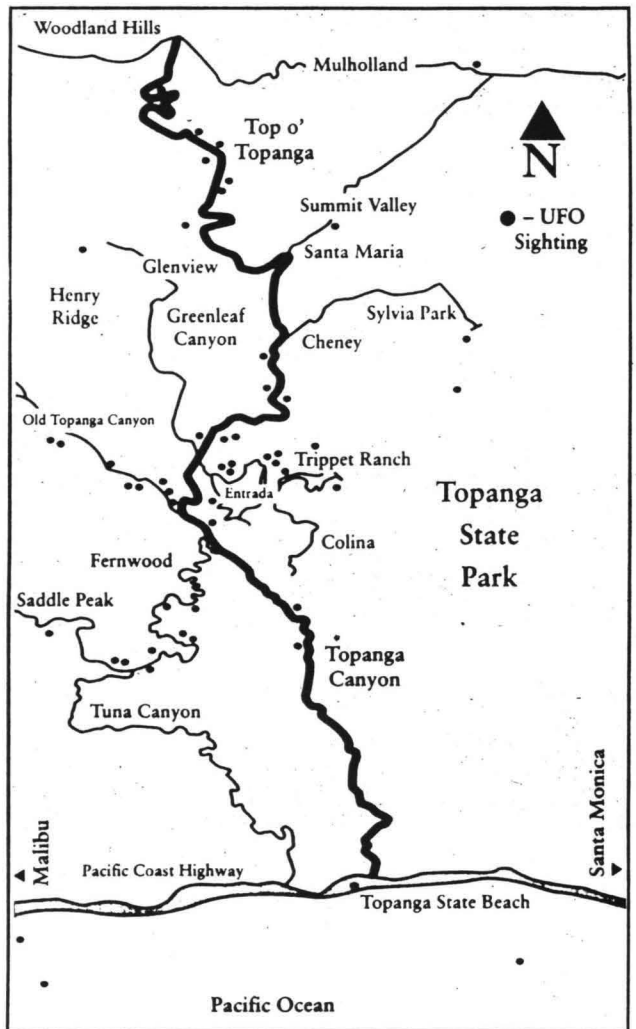 Woodland Hills
Mulholland
Top o'
Topanga
N
● – UFO
Sighting
Summit Valley
Santa Maria
Glenview
Henry
Ridge
Greenleaf
Canyon
Sylvia Park
Cheney
Old Topanga Canyon
Trippet Ranch
Entrada
Topanga
State
Park
Colina
Fernwood
Saddle Peak
Topanga
Canyon
Tuna Canyon
Malibu
Santa Monica
Pacific Coast Highway
Topanga State Beach
Pacific Ocean